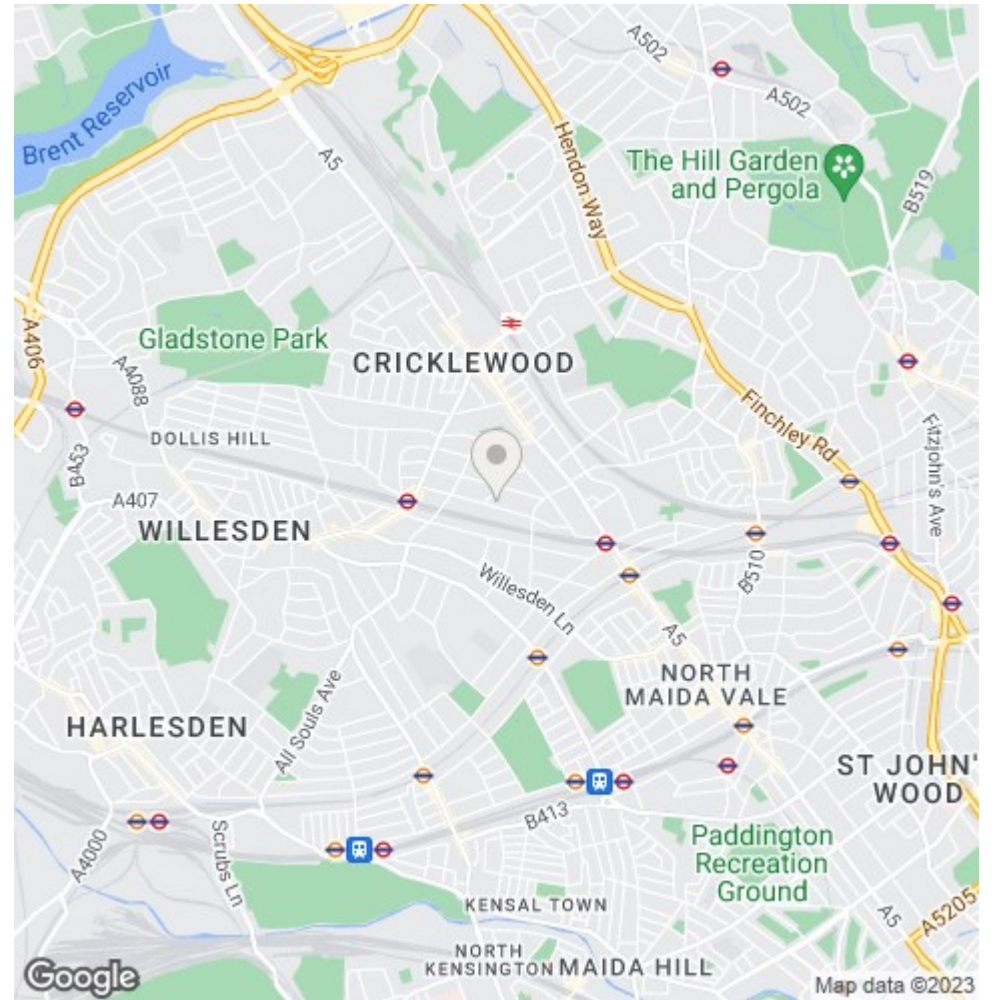 A502
A502
Brent Reservoir
A5
Hendon Way
The Hill Garden
and Pergola
B519
A406
Gladstone Park
A4088
CRICKLEWOOD
Finchley Rd
Fitzjohn's Ave
B453
DOLLIS HILL
A407
WILLESDEN
B510
Willesden Ln
A5
NORTH
MAIDA VALE
All Souls Ave
HARLESDEN
ST JOHN'
WOOD
B413
A4000
Scrubs Ln
Paddington
Recreation
Ground
KENSAL TOWN
A5
A5205
NORTH
KENSINGTON
MAIDA HILL
Google
Map data ©2023